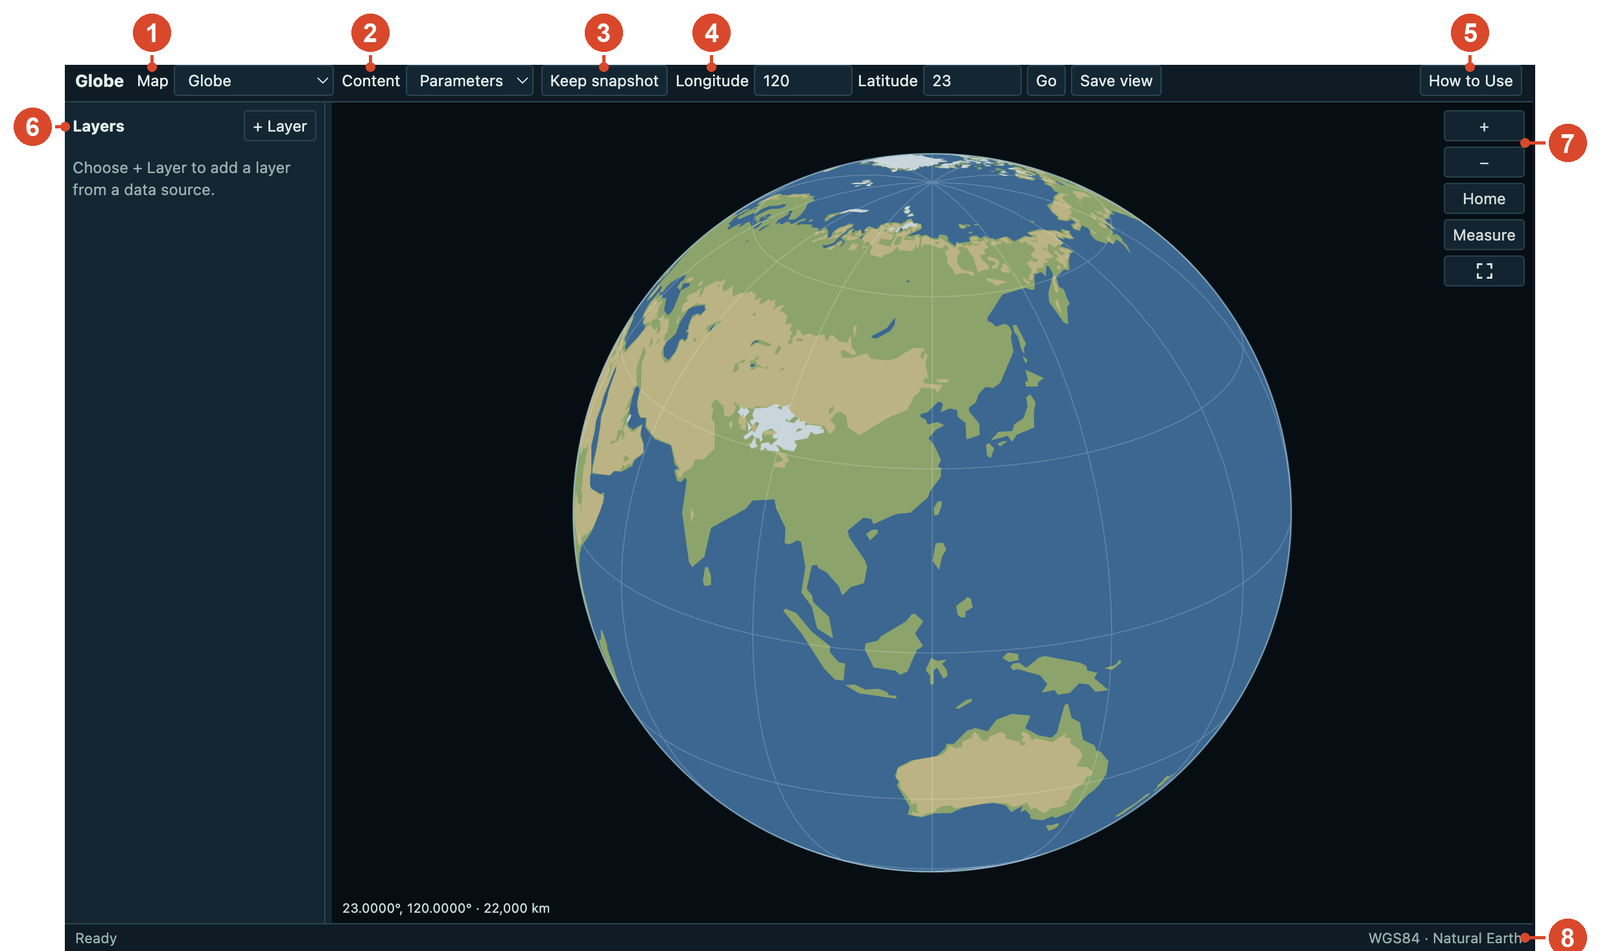 1 2 3 4 5
Globe Map Globe Content Parameters Keep snapshot Longitude 120 Latitude 23 Go Save view How to Use
6 Layers + Layer
Choose + Layer to add a layer
from a data source.
+
7
−
Home
Measure
23.0000°, 120.0000° · 22,000 km
Ready WGS84 · Natural Earth 8